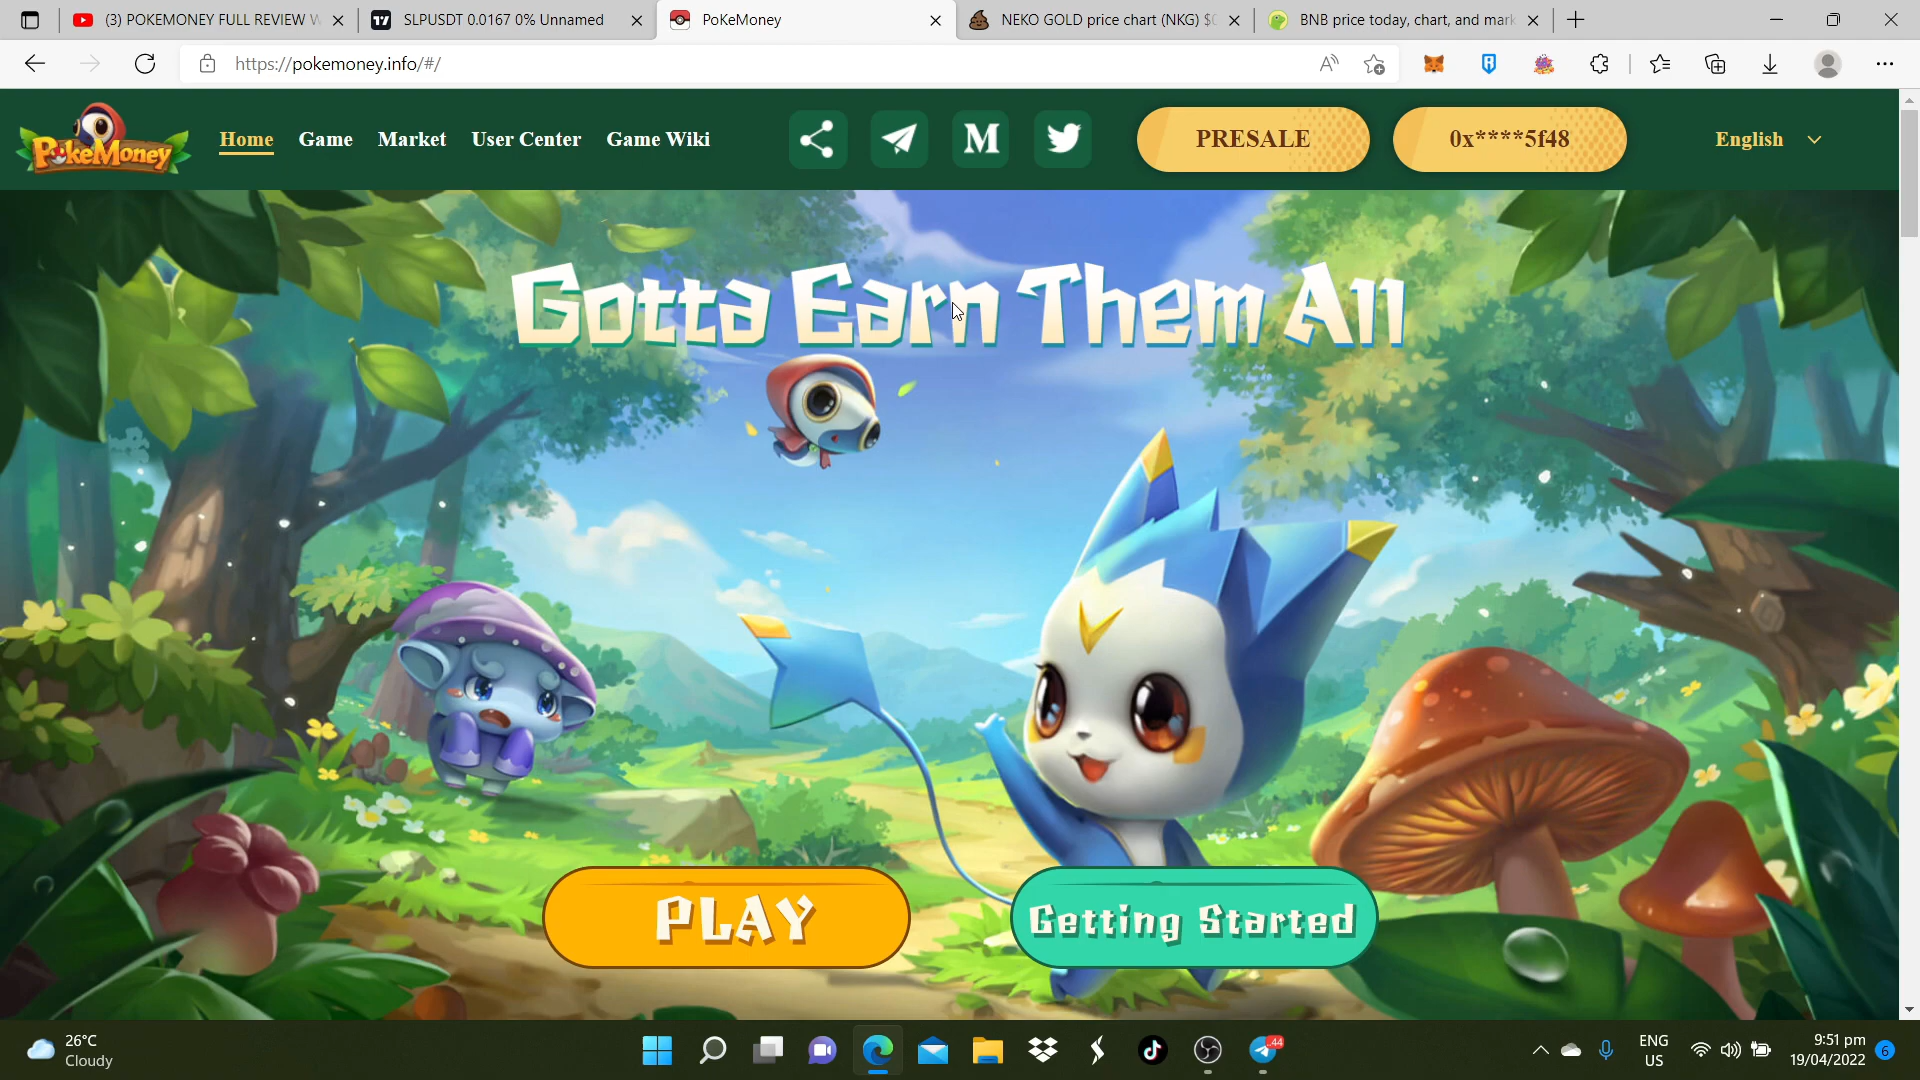 (3) POKEMONEY FULL REVIEW
SLPUSDT 0.0167 0% Unnamed
PoKeMoney
NEKO GOLD price chart (NKG)
BNB price today, chart, and mark
https://pokemoney.info/#/
PokeMoney
Home
Game
Market
User Center
Game Wiki
M
PRESALE
0x****5f48
English
Gotta Earn Them All
PLAY
Getting Started
26°C
Cloudy
44
ENG
US
9:51 pm
19/04/2022
6